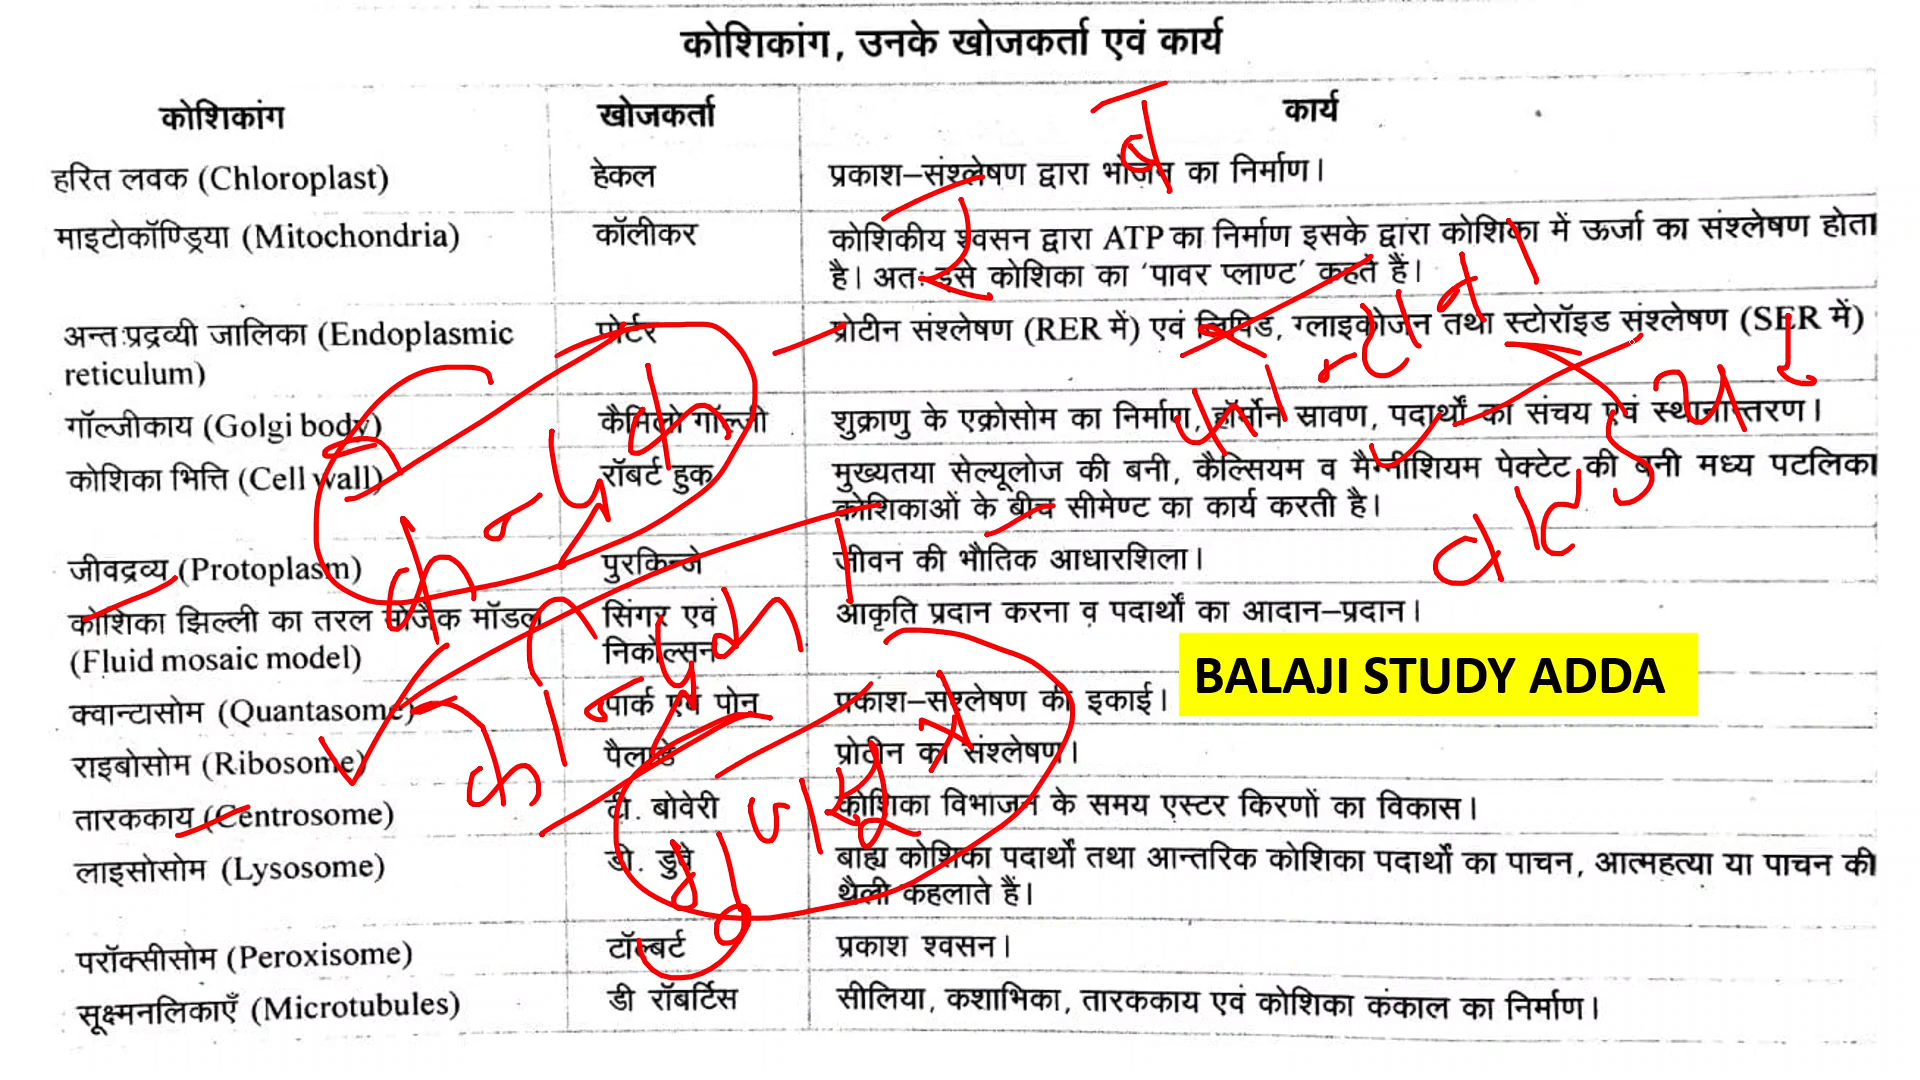 कोशिकांग, उनके खोजकर्ता एवं कार्य
कोशिकांग खोजकर्ता कार्य
हरित लवक (Chloroplast) हेकल प्रकाश–संश्लेषण द्वारा भोजन का निर्माण।
माइटोकॉण्ड्रिया (Mitochondria) कॉलीकर कोशिकीय श्वसन द्वारा ATP का निर्माण इसके द्वारा कोशिका में ऊर्जा का संश्लेषण होता
है। अतः इसे कोशिका का ‘पावर प्लाण्ट’ कहते हैं।
अन्तःप्रद्रव्यी जालिका (Endoplasmic पोर्टर प्रोटीन संश्लेषण (RER में) एवं लिपिड, ग्लाइकोजन तथा स्टोरॉइड संश्लेषण (SER में)
reticulum)
गॉल्जीकाय (Golgi body) कैमिलो गॉल्जी शुक्राणु के एक्रोसोम का निर्माण, हॉर्मोन स्रावण, पदार्थों का संचय एवं स्थानान्तरण।
कोशिका भित्ति (Cell wall) रॉबर्ट हुक मुख्यतया सेल्यूलोज की बनी, कैल्सियम व मैग्नीशियम पेक्टेट की बनी मध्य पटलिका
कोशिकाओं के बीच सीमेण्ट का कार्य करती है।
जीवद्रव्य (Protoplasm) पुरकिन्जे जीवन की भौतिक आधारशिला।
कोशिका झिल्ली का तरल मोजैक मॉडल सिंगर एवं आकृति प्रदान करना व पदार्थों का आदान–प्रदान।
(Fluid mosaic model) निकोल्सन
BALAJI STUDY ADDA
क्वान्टासोम (Quantasome) पार्क एवं पोन प्रकाश–संश्लेषण की इकाई।
राइबोसोम (Ribosome) पैलाडे प्रोटीन का संश्लेषण।
तारककाय (Centrosome) टी. बोवेरी कोशिका विभाजन के समय एस्टर किरणों का विकास।
लाइसोसोम (Lysosome) डी. डुवे बाह्य कोशिका पदार्थों तथा आन्तरिक कोशिका पदार्थों का पाचन, आत्महत्या या पाचन की
थैली कहलाते हैं।
परॉक्सीसोम (Peroxisome) टॉल्बर्ट प्रकाश श्वसन।
सूक्ष्मनलिकाएँ (Microtubules) डी रॉबर्टिस सीलिया, कशाभिका, तारककाय एवं कोशिका कंकाल का निर्माण।